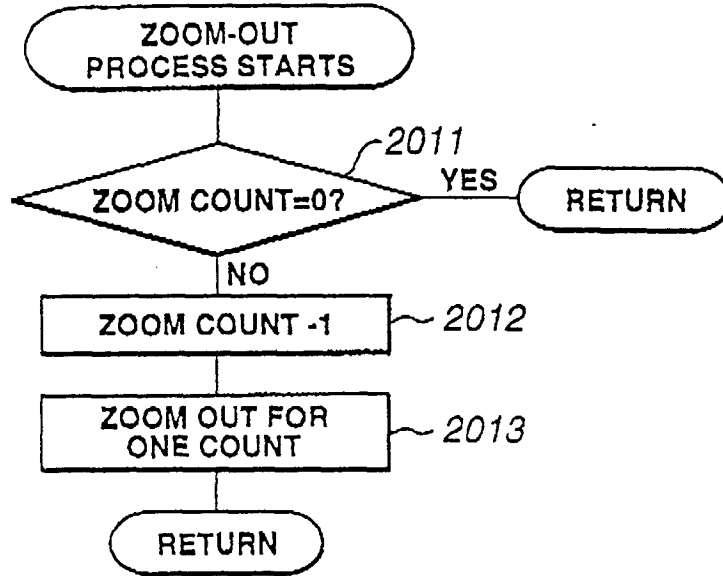 ZOOM-OUT
PROCESS STARTS
2011
ZOOM COUNT=0?
YES
RETURN
NO
ZOOM COUNT -1
2012
ZOOM OUT FOR
ONE COUNT
2013
RETURN